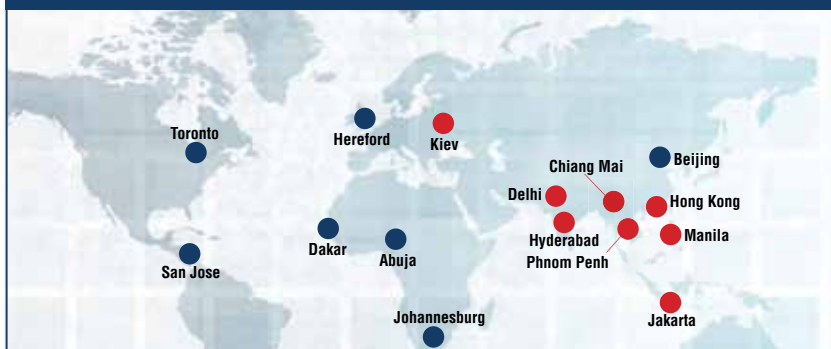 Toronto
Hereford
Kiev
Chiang Mai
Beijing
Delhi
Hong Kong
Dakar
Abuja
Hyderabad
Manila
Phnom Penh
San Jose
Johannesburg
Jakarta